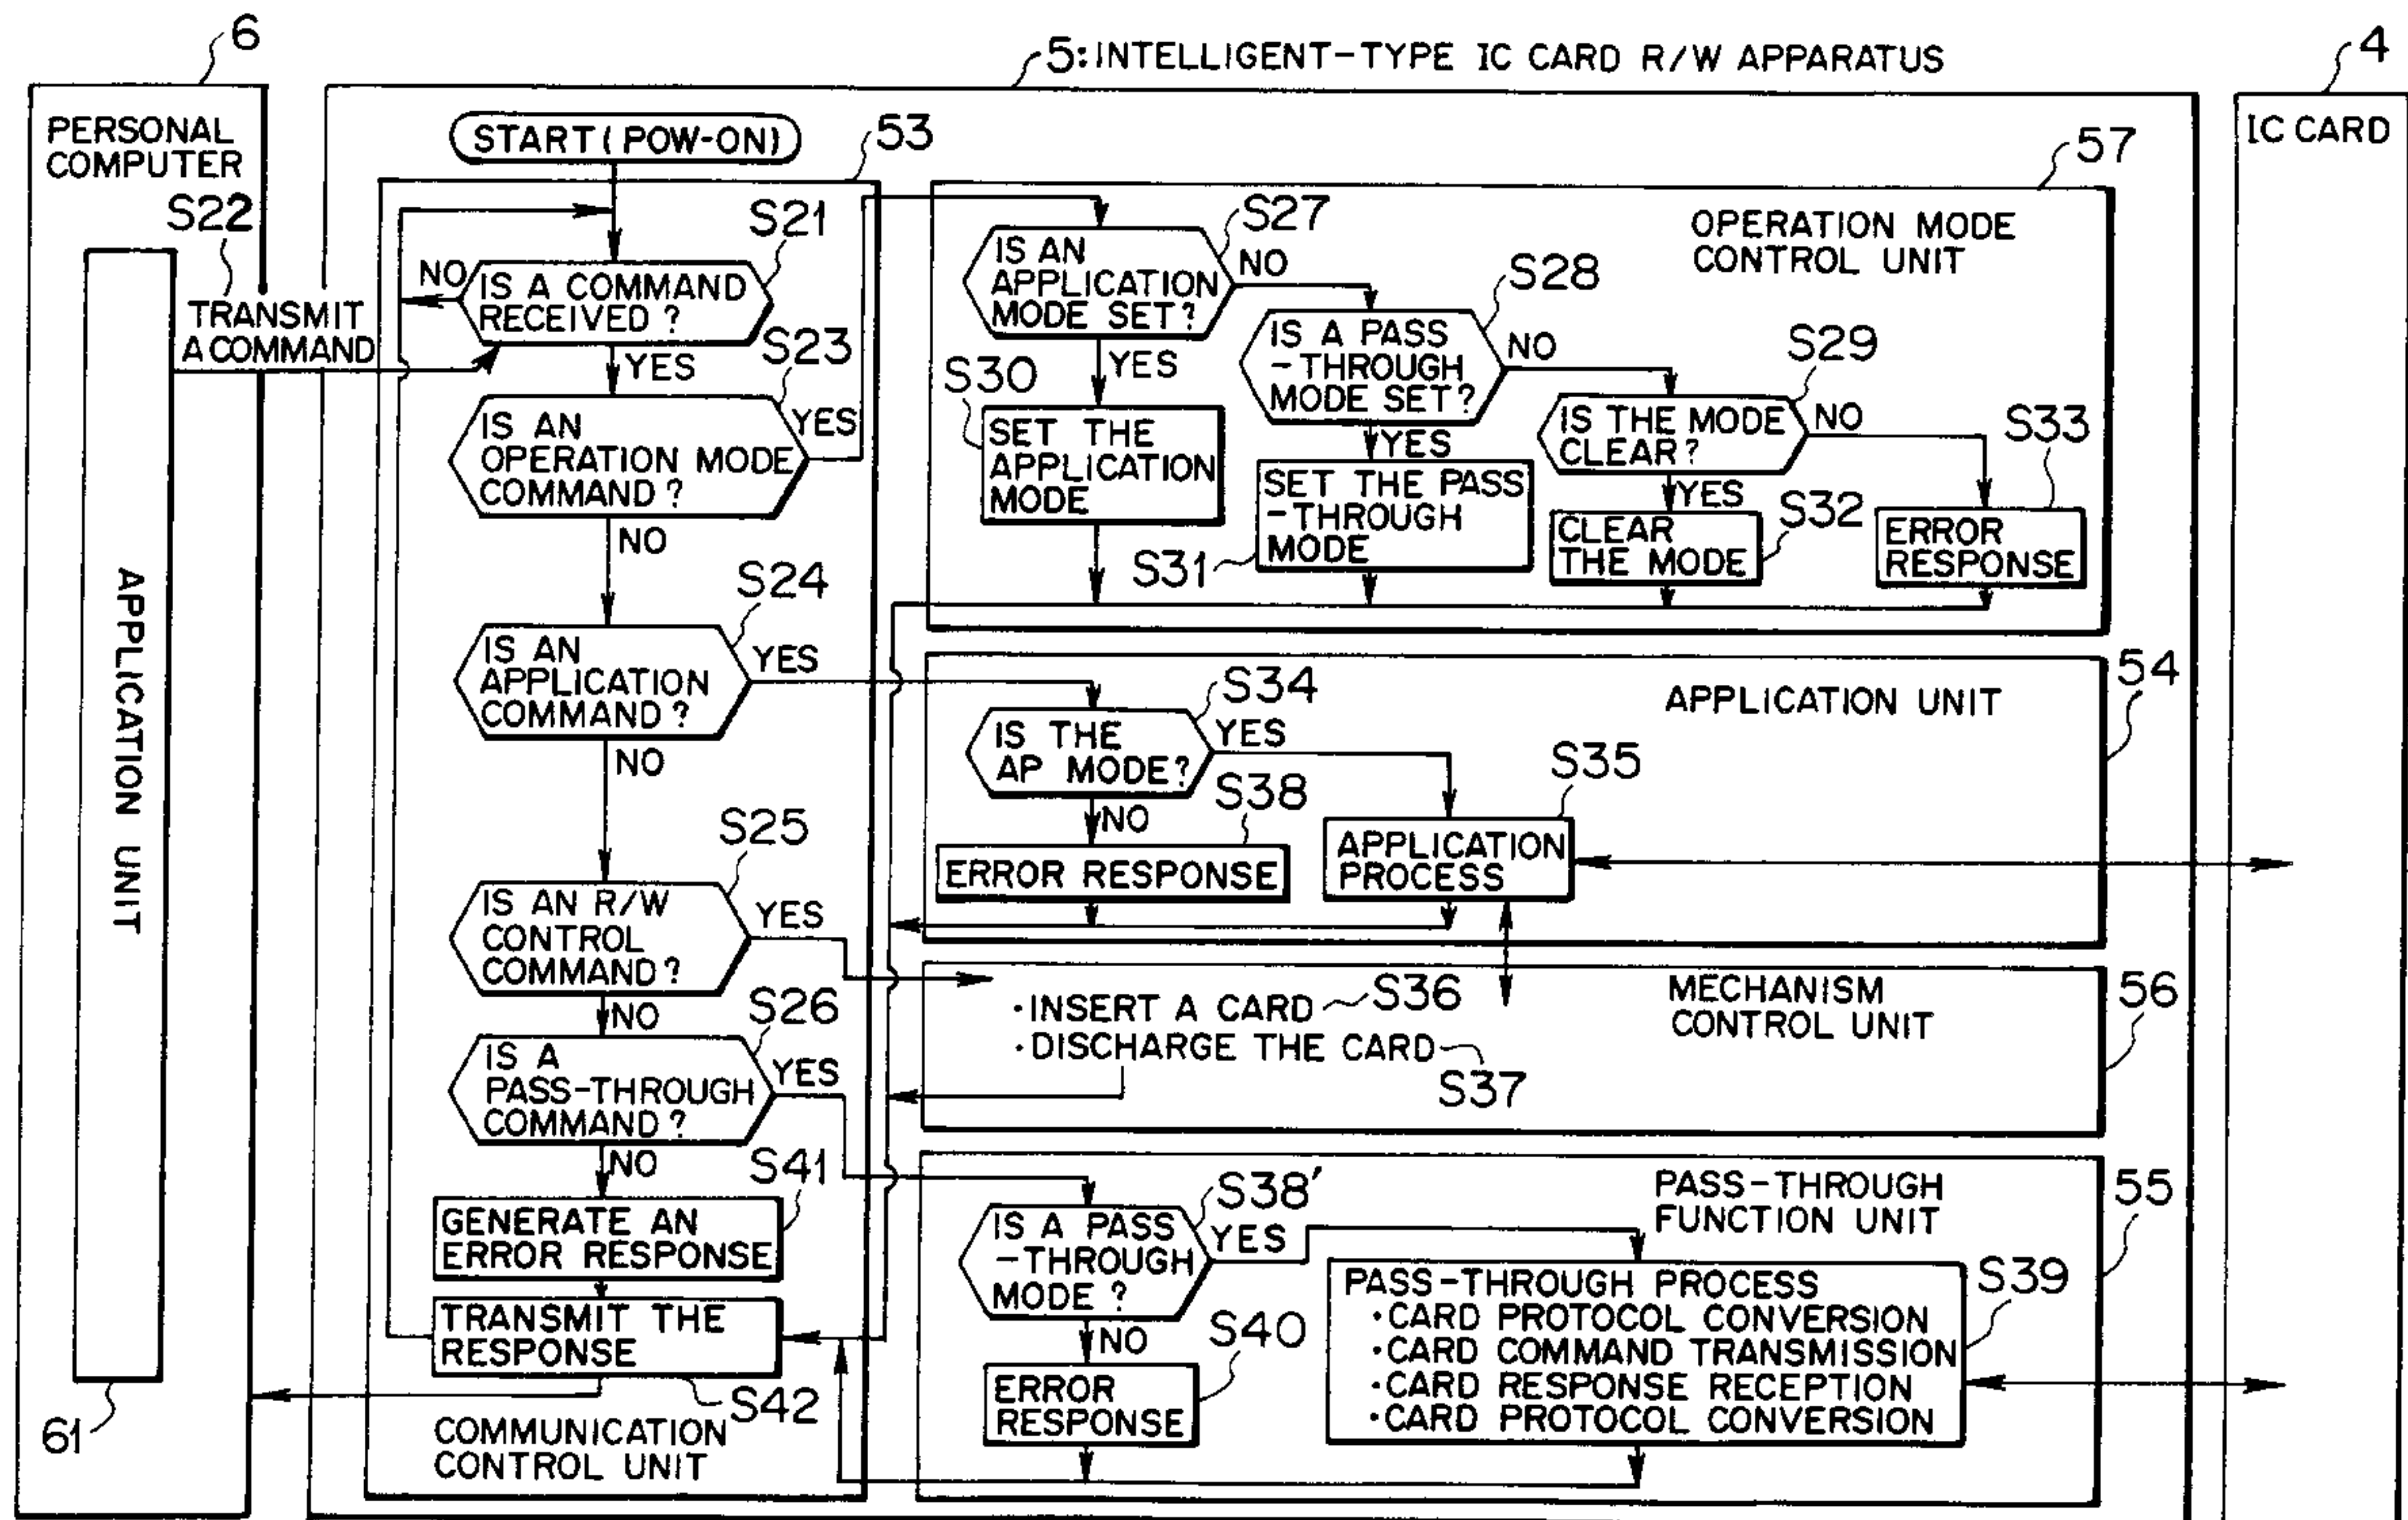 6
5: INTELLIGENT-TYPE IC CARD R/W APPARATUS
4
PERSONAL
COMPUTER
START (POW-ON)
53
57
IC CARD
S22
TRANSMIT
A COMMAND
APPLICATION UNIT
61
S21
NO
IS A COMMAND
RECEIVED?
YES
S23
IS AN
OPERATION MODE
COMMAND?
YES
NO
S24
IS AN
APPLICATION
COMMAND?
YES
NO
S25
IS AN R/W
CONTROL
COMMAND?
YES
NO
S26
IS A
PASS-THROUGH
COMMAND?
YES
NO
S41
GENERATE AN
ERROR RESPONSE
TRANSMIT THE
RESPONSE
S42
COMMUNICATION
CONTROL UNIT
OPERATION MODE
CONTROL UNIT
S27
IS AN
APPLICATION
MODE SET?
NO
YES
S28
IS A PASS
-THROUGH
MODE SET?
NO
YES
S29
IS THE MODE
CLEAR?
NO
YES
S30
SET THE
APPLICATION
MODE
S31
SET THE PASS
-THROUGH
MODE
S32
CLEAR
THE MODE
S33
ERROR
RESPONSE
54
APPLICATION UNIT
S34
IS THE
AP MODE?
YES
NO
S38
ERROR RESPONSE
S35
APPLICATION
PROCESS
56
MECHANISM
CONTROL UNIT
·INSERT A CARD S36
·DISCHARGE THE CARD
S37
55
PASS-THROUGH
FUNCTION UNIT
S38'
IS A PASS
-THROUGH
MODE?
YES
NO
S40
ERROR
RESPONSE
S39
PASS-THROUGH PROCESS
·CARD PROTOCOL CONVERSION
·CARD COMMAND TRANSMISSION
·CARD RESPONSE RECEPTION
·CARD PROTOCOL CONVERSION